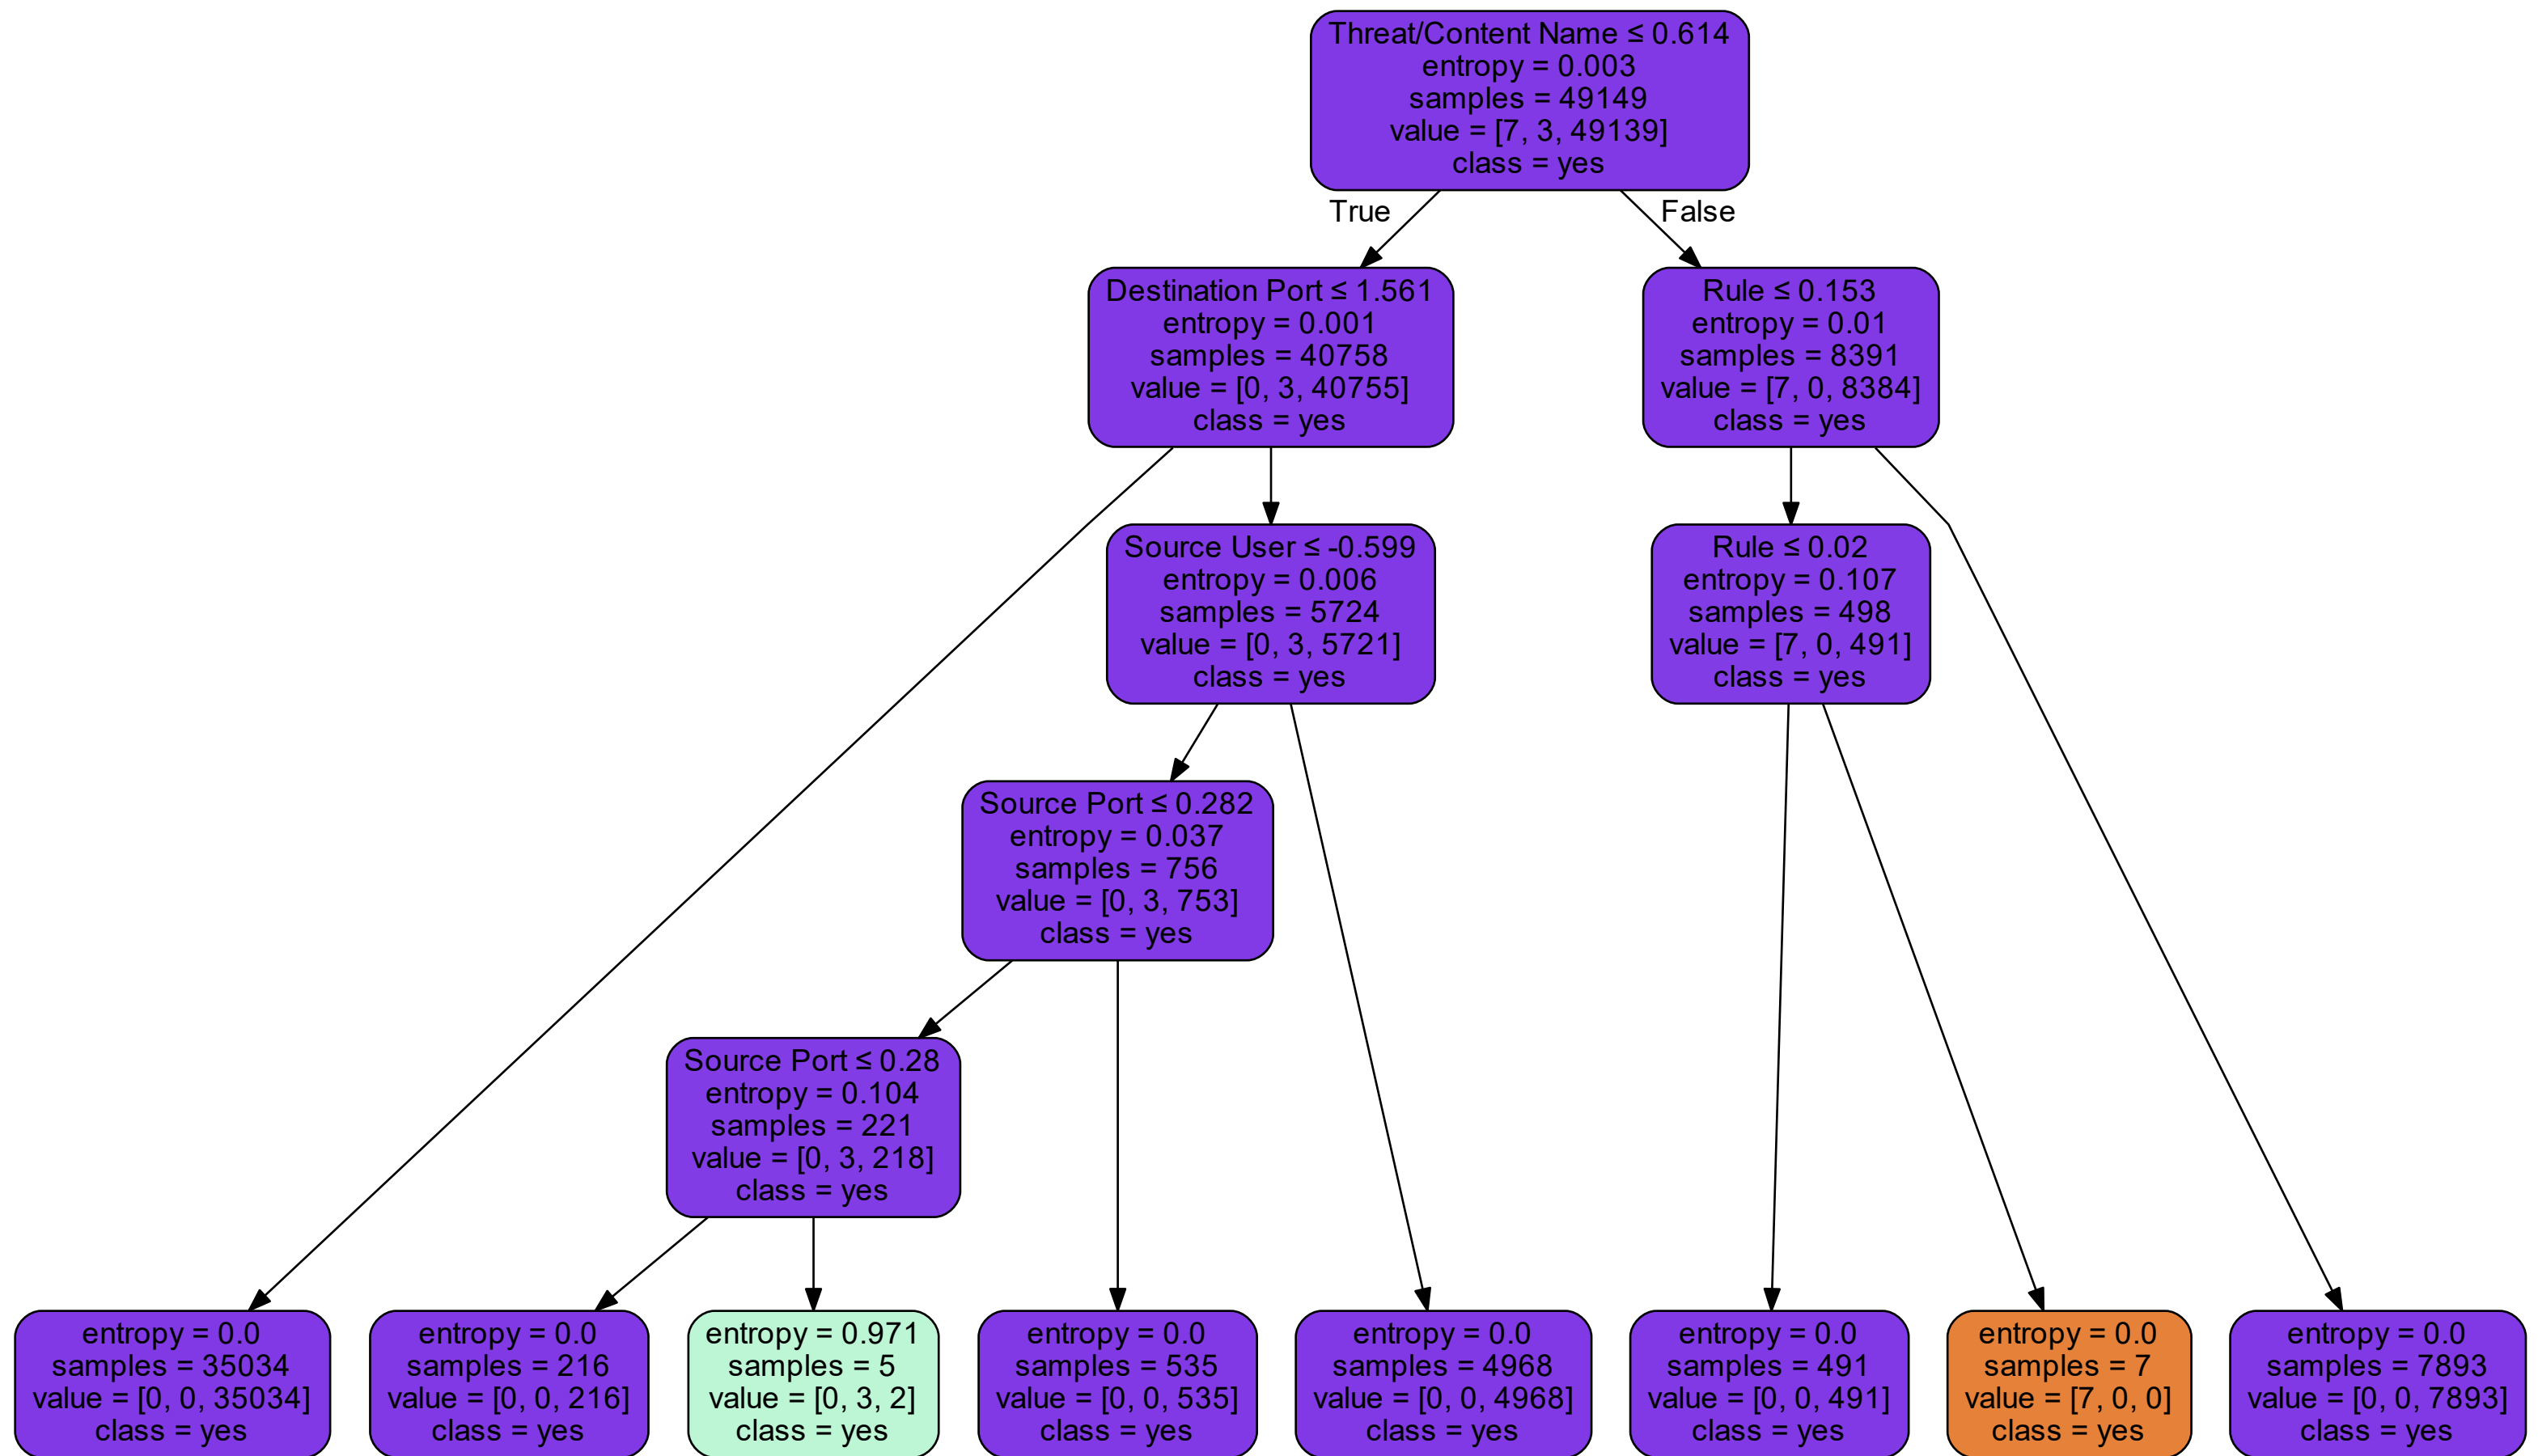 Threat/Content Name ≤ 0.614
entropy = 0.003
samples = 49149
value = [7, 3, 49139]
class = yes
True
False
Destination Port ≤ 1.561
entropy = 0.001
samples = 40758
value = [0, 3, 40755]
class = yes
Rule ≤ 0.153
entropy = 0.01
samples = 8391
value = [7, 0, 8384]
class = yes
Source User ≤ -0.599
entropy = 0.006
samples = 5724
value = [0, 3, 5721]
class = yes
Rule ≤ 0.02
entropy = 0.107
samples = 498
value = [7, 0, 491]
class = yes
Source Port ≤ 0.282
entropy = 0.037
samples = 756
value = [0, 3, 753]
class = yes
Source Port ≤ 0.28
entropy = 0.104
samples = 221
value = [0, 3, 218]
class = yes
entropy = 0.0
samples = 35034
value = [0, 0, 35034]
class = yes
entropy = 0.0
samples = 216
value = [0, 0, 216]
class = yes
entropy = 0.971
samples = 5
value = [0, 3, 2]
class = yes
entropy = 0.0
samples = 535
value = [0, 0, 535]
class = yes
entropy = 0.0
samples = 4968
value = [0, 0, 4968]
class = yes
entropy = 0.0
samples = 491
value = [0, 0, 491]
class = yes
entropy = 0.0
samples = 7
value = [7, 0, 0]
class = yes
entropy = 0.0
samples = 7893
value = [0, 0, 7893]
class = yes